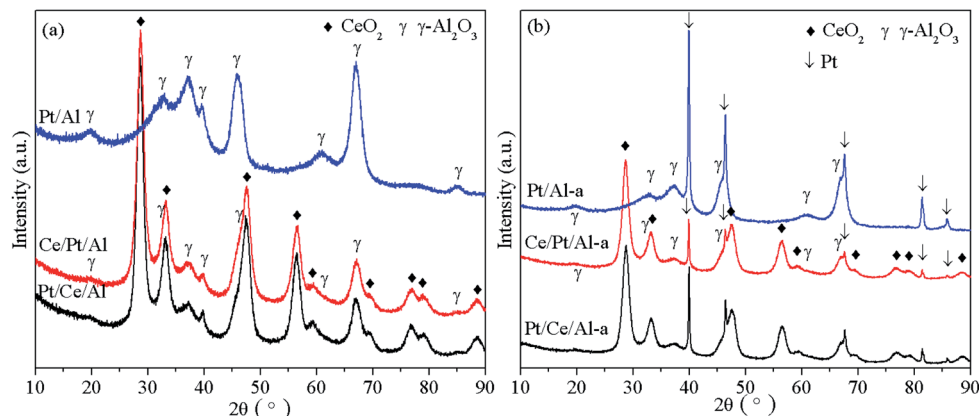 (a)
◆ CeO₂ γ γ-Al₂O₃
Intensity (a.u.)
Pt/Al
Ce/Pt/Al
Pt/Ce/Al
γ γ γ γ γ γ γ γ
◆ ◆ ◆ ◆ ◆ ◆ ◆ ◆ ◆
γ γ γ γ γ γ γ
10 20 30 40 50 60 70 80 90
2θ (°)
(b)
◆ CeO₂ γ γ-Al₂O₃
↓ Pt
Intensity (a.u.)
Pt/Al-a
Ce/Pt/Al-a
Pt/Ce/Al-a
γ γ γ γ γ γ
γ γ γ γ γ γ
10 20 30 40 50 60 70 80 90
2θ (°)